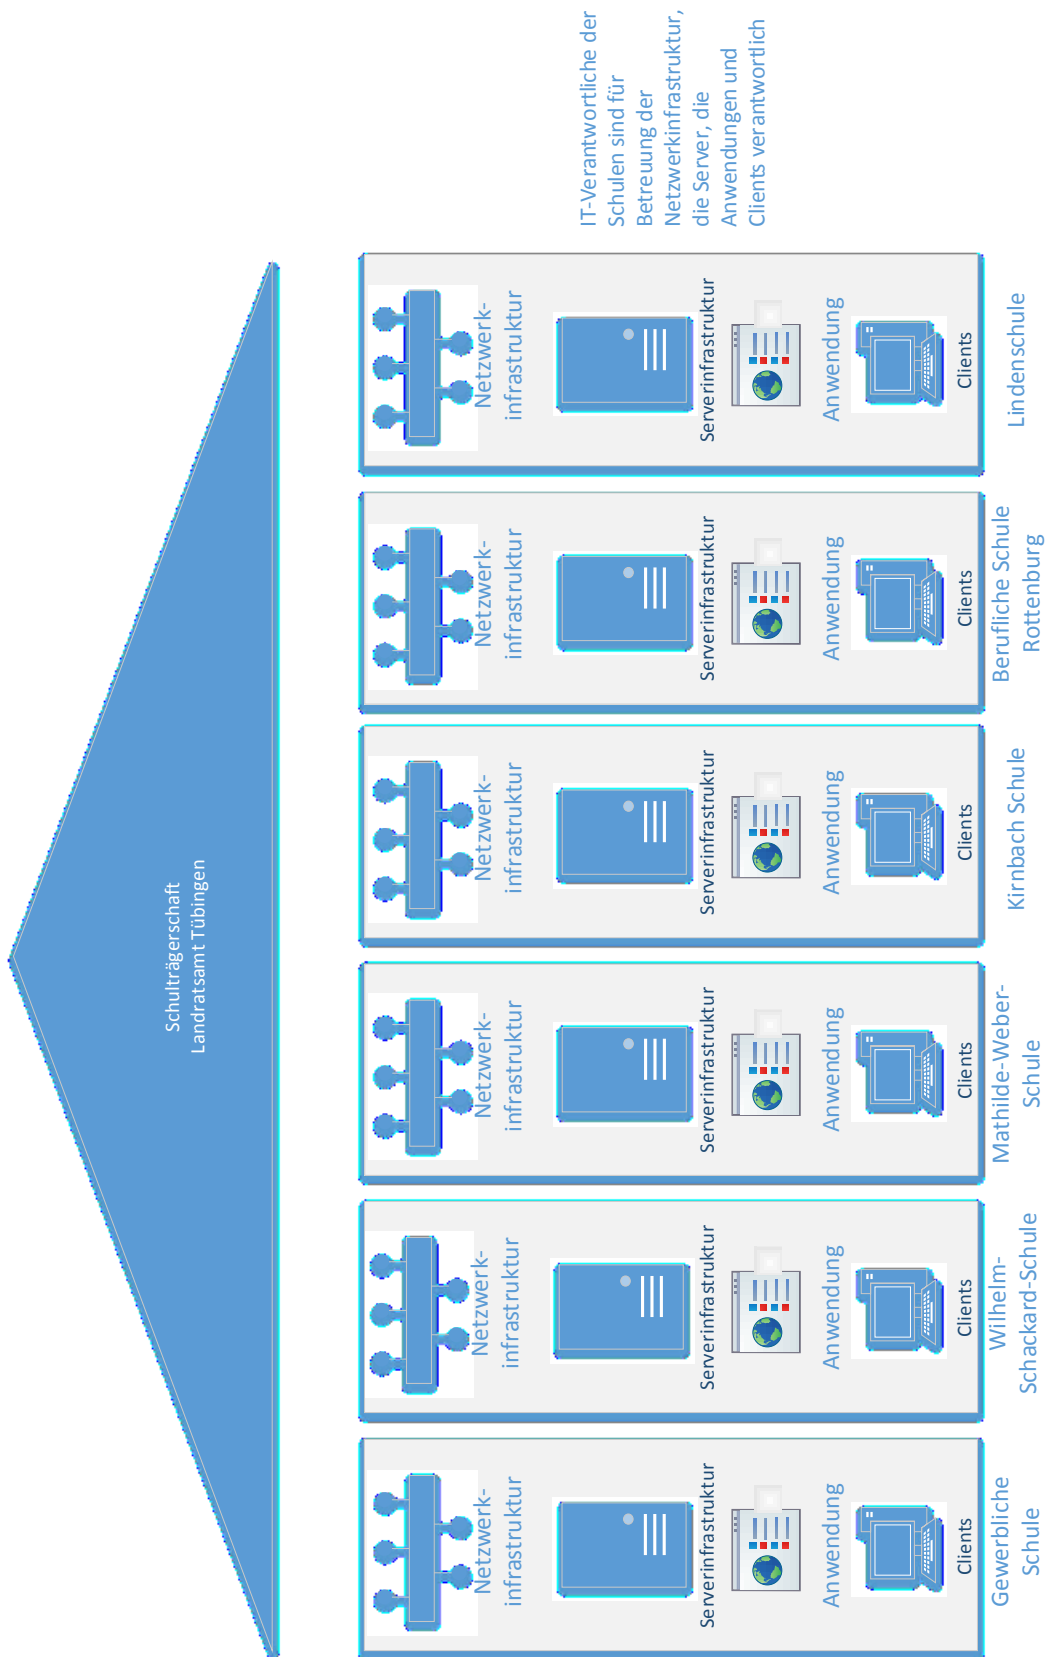 Schulträgerschaft
Landratsamt Tübingen
Netzwerk-
infrastruktur
Serverinfrastruktur
Anwendung
Clients
Gewerbliche
Schule
Netzwerk-
infrastruktur
Serverinfrastruktur
Anwendung
Clients
Wilhelm-
Schackard-Schule
Netzwerk-
infrastruktur
Serverinfrastruktur
Anwendung
Clients
Mathilde-Weber-
Schule
Netzwerk-
infrastruktur
Serverinfrastruktur
Anwendung
Clients
Kirnbach Schule
Netzwerk-
infrastruktur
Serverinfrastruktur
Anwendung
Clients
Berufliche Schule
Rottenburg
Netzwerk-
infrastruktur
Serverinfrastruktur
Anwendung
Clients
Lindenschule
IT-Verantwortliche der
Schulen sind für
Betreuung der
Netzwerkinfrastruktur,
die Server, die
Anwendungen und
Clients verantwortlich